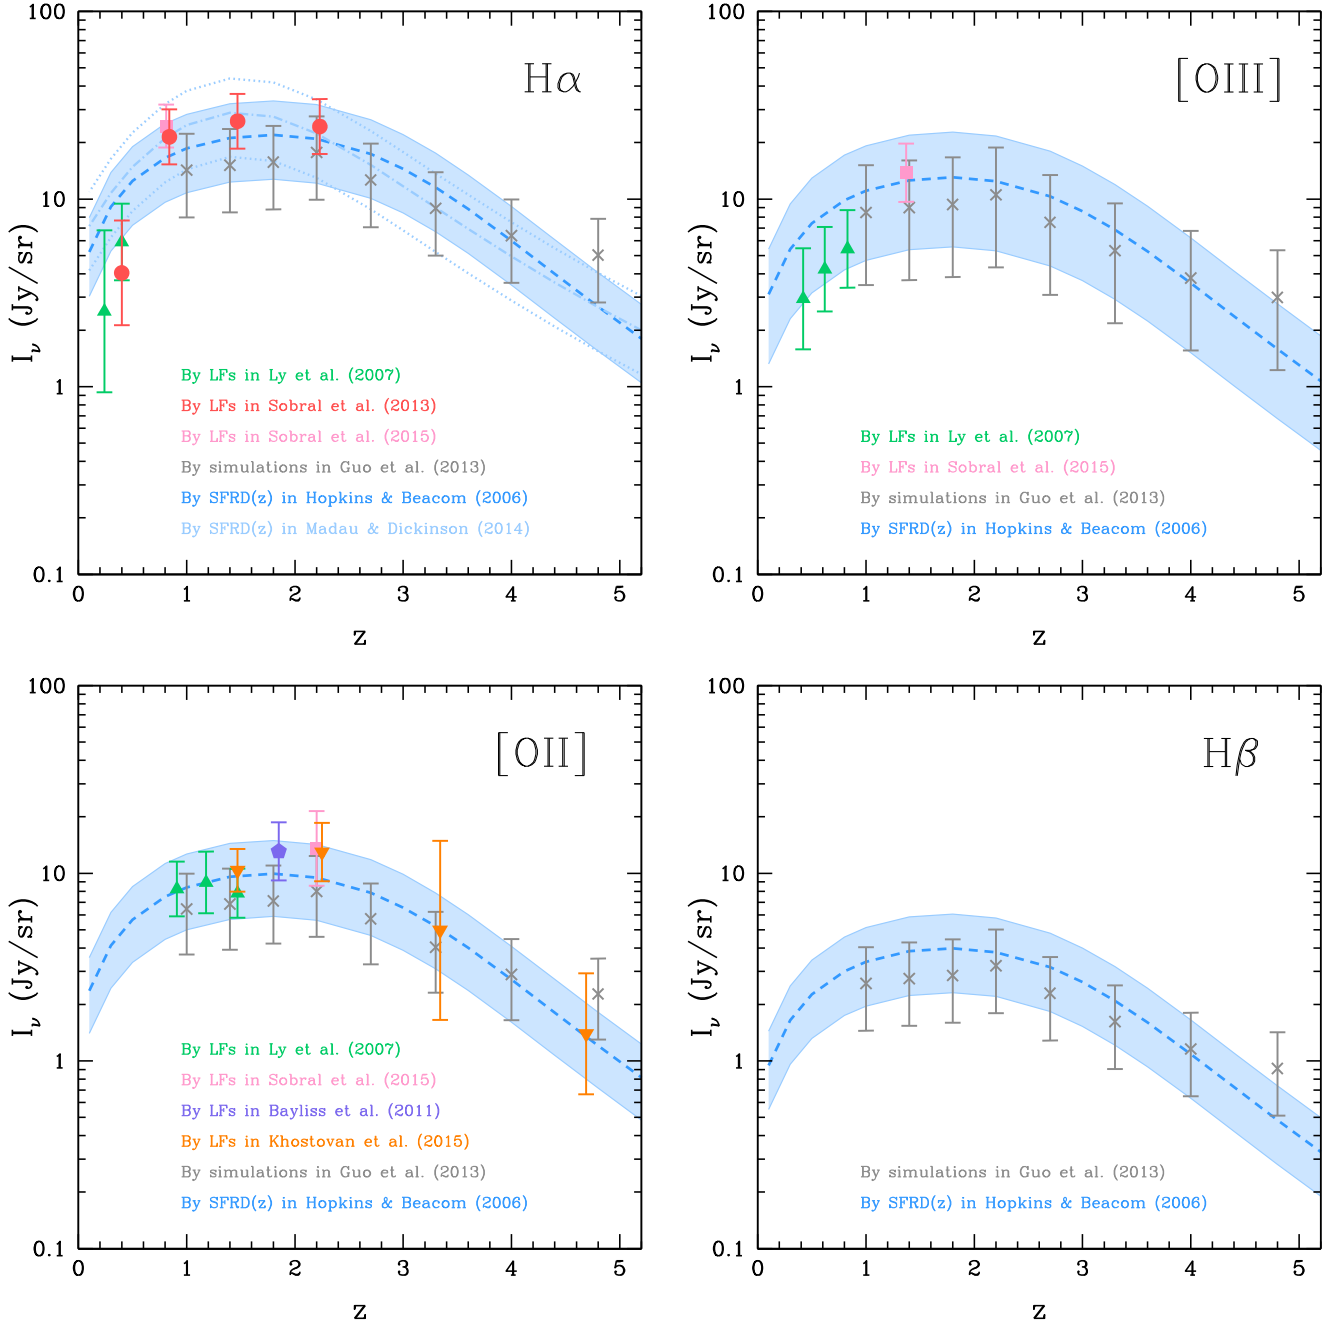 100
10
1
0.1
I_ν (Jy/sr)
Hα
By LFs in Ly et al. (2007)
By LFs in Sobral et al. (2013)
By LFs in Sobral et al. (2015)
By simulations in Guo et al. (2013)
By SFRD(z) in Hopkins & Beacom (2006)
By SFRD(z) in Madau & Dickinson (2014)
0 1 2 3 4 5
z
100
10
1
0.1
I_ν (Jy/sr)
[OIII]
By LFs in Ly et al. (2007)
By LFs in Sobral et al. (2015)
By simulations in Guo et al. (2013)
By SFRD(z) in Hopkins & Beacom (2006)
0 1 2 3 4 5
z
100
10
1
0.1
I_ν (Jy/sr)
[OII]
By LFs in Ly et al. (2007)
By LFs in Sobral et al. (2015)
By LFs in Bayliss et al. (2011)
By LFs in Khostovan et al. (2015)
By simulations in Guo et al. (2013)
By SFRD(z) in Hopkins & Beacom (2006)
0 1 2 3 4 5
z
100
10
1
0.1
I_ν (Jy/sr)
Hβ
By simulations in Guo et al. (2013)
By SFRD(z) in Hopkins & Beacom (2006)
0 1 2 3 4 5
z